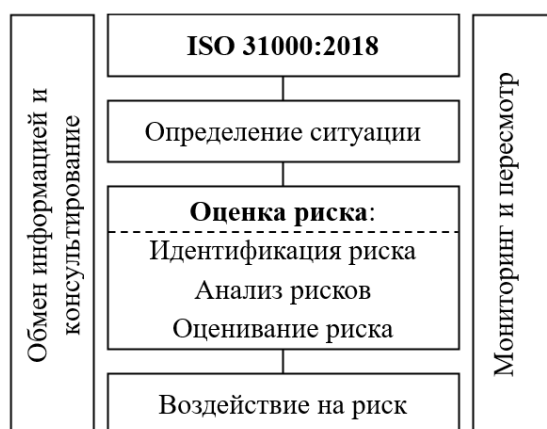 Обмен информацией и
консультирование
ISO 31000:2018
Определение ситуации
Оценка риска:
Идентификация риска
Анализ рисков
Оценивание риска
Воздействие на риск
Мониторинг и пересмотр